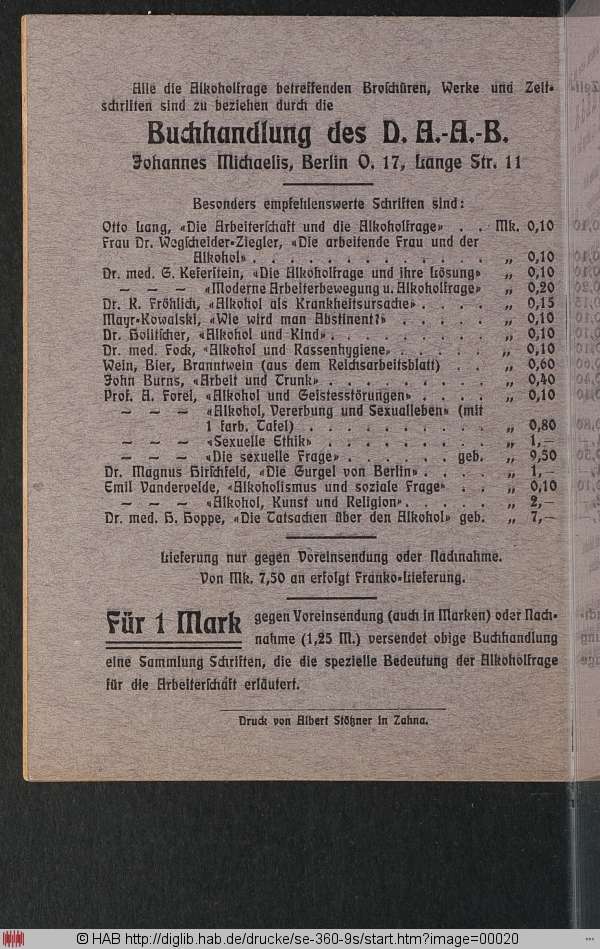 Alle die Alkoholfrage betreffenden Broschüren, Werke und Zeit-
schriften sind zu beziehen durch die
Buchhandlung des D. A.-A.-B.
Johannes Michaelis, Berlin O. 17, Lange Str. 11
Besonders empfehlenswerte Schriften sind:
Otto Lang, «Die Arbeiterschaft und die Alkoholfrage» . . Mk. 0,10
Frau Dr. Wegscheider-Ziegler, «Die arbeitende Frau und der
Alkohol» . . . . . . . . . . . . . „ 0,10
Dr. med. G. Keferstein, «Die Alkoholfrage und ihre Lösung» „ 0,10
— — — «Moderne Arbeiterbewegung u. Alkoholfrage» „ 0,20
Dr. R. Fröhlich, «Alkohol als Krankheitsursache» . . . . „ 0,15
Mayr-Kowalski, «Wie wird man Abstinent?» . . . . . „ 0,10
Dr. Holitscher, «Alkohol und Kind» . . . . . . . . „ 0,10
Dr. med. Fock, «Alkohol und Rassenhygiene» . . . . . „ 0,10
Wein, Bier, Branntwein (aus dem Reichsarbeitsblatt) . . „ 0,60
John Burns, «Arbeit und Trunk» . . . . . . . . . „ 0,40
Prof. A. Forel, «Alkohol und Geistesstörungen» . . . . „ 0,10
— — — «Alkohol, Vererbung und Sexualleben» (mit
1 farb. Tafel) . . . . . . . . . . „ 0,80
— — — «Sexuelle Ethik» . . . . . . . . . „ 1,—
— — — «Die sexuelle Frage» . . . . . . geb. „ 9,50
Dr. Magnus Hirschfeld, «Die Gurgel von Berlin» . . . . „ 1,—
Emil Vandervelde, «Alkoholismus und soziale Frage» . . „ 0,10
— — — «Alkohol, Kunst und Religion» . . . . . „ 2,—
Dr. med. H. Hoppe, «Die Tatsachen über den Alkohol» geb. „ 7,—
Lieferung nur gegen Voreinsendung oder Nachnahme.
Von Mk. 7,50 an erfolgt Franko-Lieferung.
Für 1 Mark gegen Voreinsendung (auch in Marken) oder Nach-
nahme (1,25 M.) versendet obige Buchhandlung
eine Sammlung Schriften, die die spezielle Bedeutung der Alkoholfrage
für die Arbeiterschaft erläutert.
Druck von Albert Stötzner in Zahna.
© HAB http://diglib.hab.de/drucke/se-360-9s/start.htm?image=00020